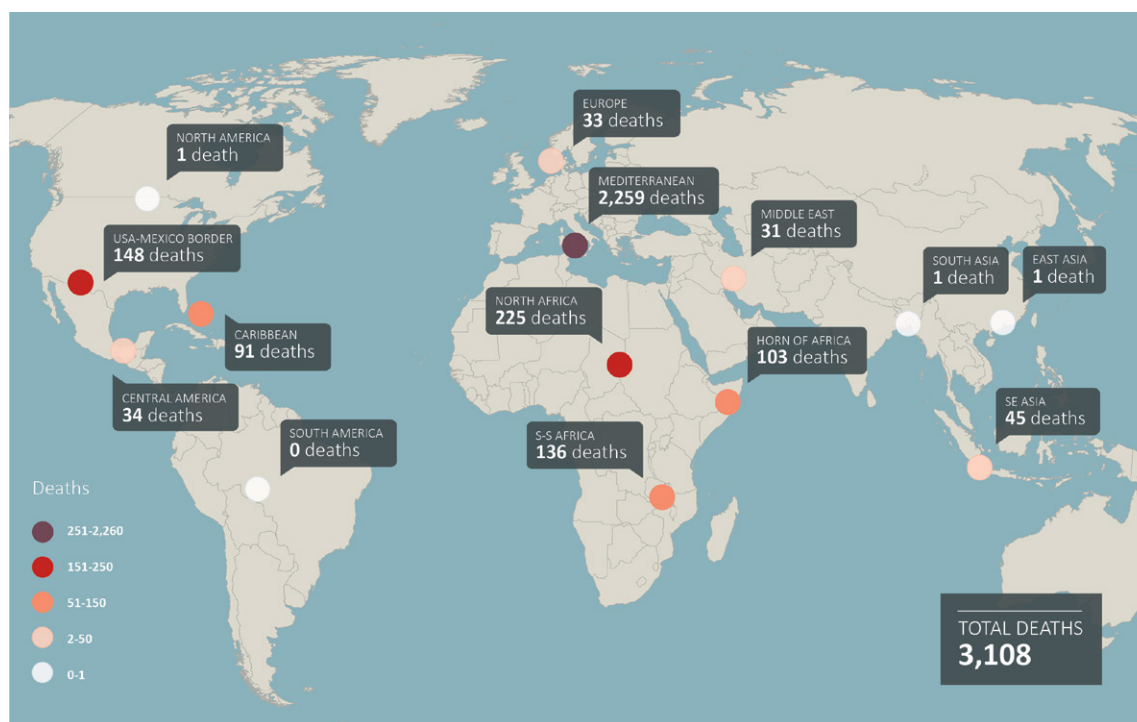 EUROPE
33 deaths
NORTH AMERICA
1 death
MEDITERRANEAN
2,259 deaths
MIDDLE EAST
31 deaths
USA-MEXICO BORDER
148 deaths
SOUTH ASIA
1 death
EAST ASIA
1 death
NORTH AFRICA
225 deaths
CARIBBEAN
91 deaths
HORN OF AFRICA
103 deaths
CENTRAL AMERICA
34 deaths
SE ASIA
45 deaths
SOUTH AMERICA
0 deaths
S-S AFRICA
136 deaths
Deaths
251-2,260
151-250
51-150
2-50
0-1
TOTAL DEATHS
3,108